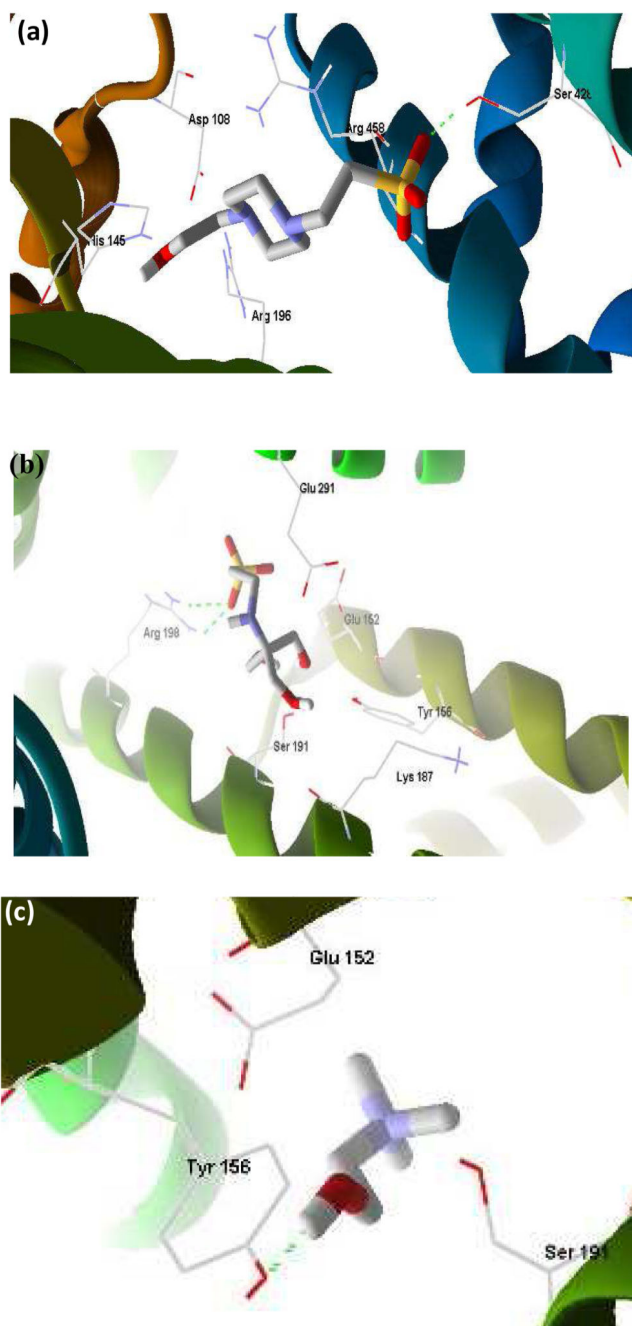 (a)
Asp 108
Ser 428
Arg 458
His 145
Arg 196
(b)
Glu 291
Glu 152
Arg 198
Tyr 156
Ser 191
Lys 187
(c)
Glu 152
Tyr 156
Ser 191